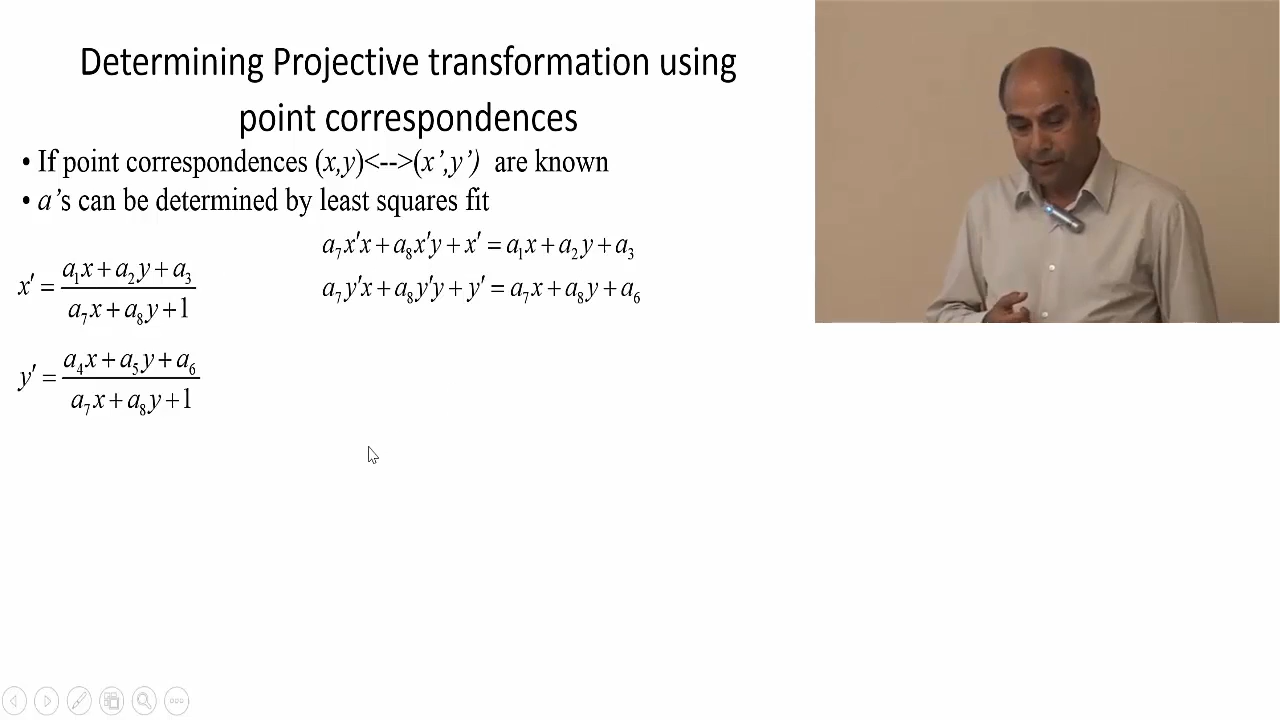 Determining Projective transformation using
point correspondences
• If point correspondences (x,y)<-->(x’,y’) are known
• a’s can be determined by least squares fit
a₇x′x + a₈x′y + x′ = a₁x + a₂y + a₃
a₇y′x + a₈y′y + y′ = a₇x + a₈y + a₆
x′ = (a₁x + a₂y + a₃) / (a₇x + a₈y + 1)
y′ = (a₄x + a₅y + a₆) / (a₇x + a₈y + 1)